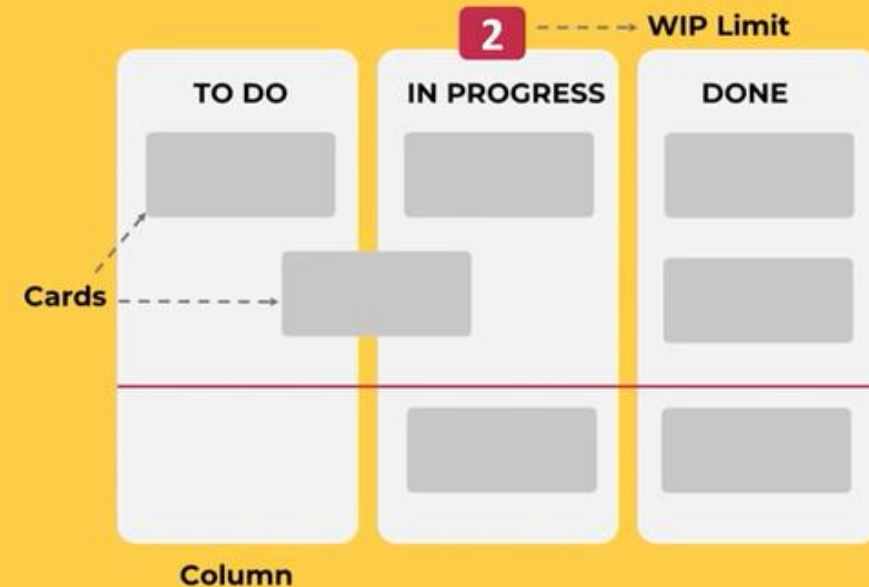 2
WIP Limit
TO DO
IN PROGRESS
DONE
Cards
Column